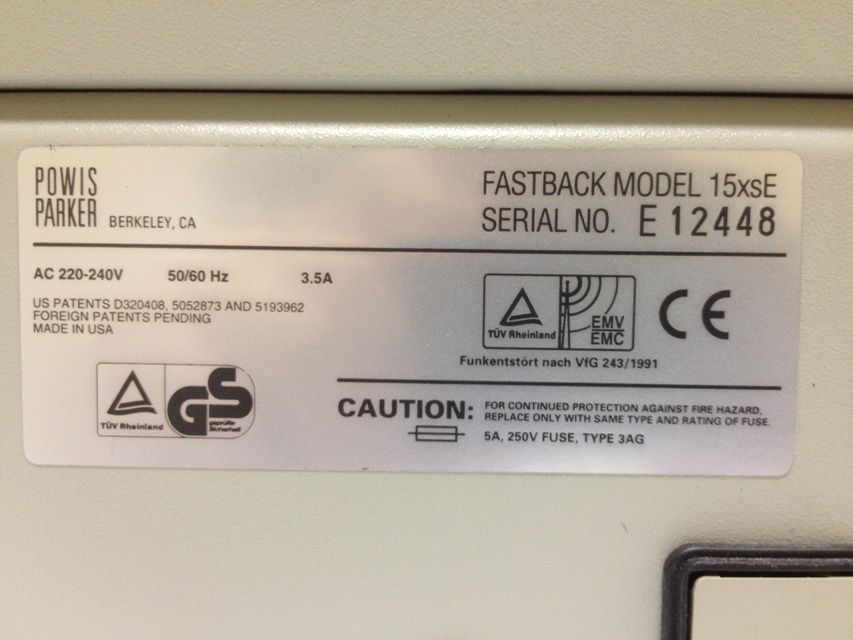 POWIS
PARKER BERKELEY, CA
FASTBACK MODEL 15xsE
SERIAL NO. E 12448
AC 220-240V 50/60 Hz 3.5A
US PATENTS D320408, 5052873 AND 5193962
FOREIGN PATENTS PENDING
MADE IN USA
TÜV Rheinland
EMV
EMC
CE
Funkentstört nach VfG 243/1991
TÜV Rheinland
GS
geprüfte
Sicherheit
CAUTION: FOR CONTINUED PROTECTION AGAINST FIRE HAZARD,
REPLACE ONLY WITH SAME TYPE AND RATING OF FUSE.
5A, 250V FUSE, TYPE 3AG